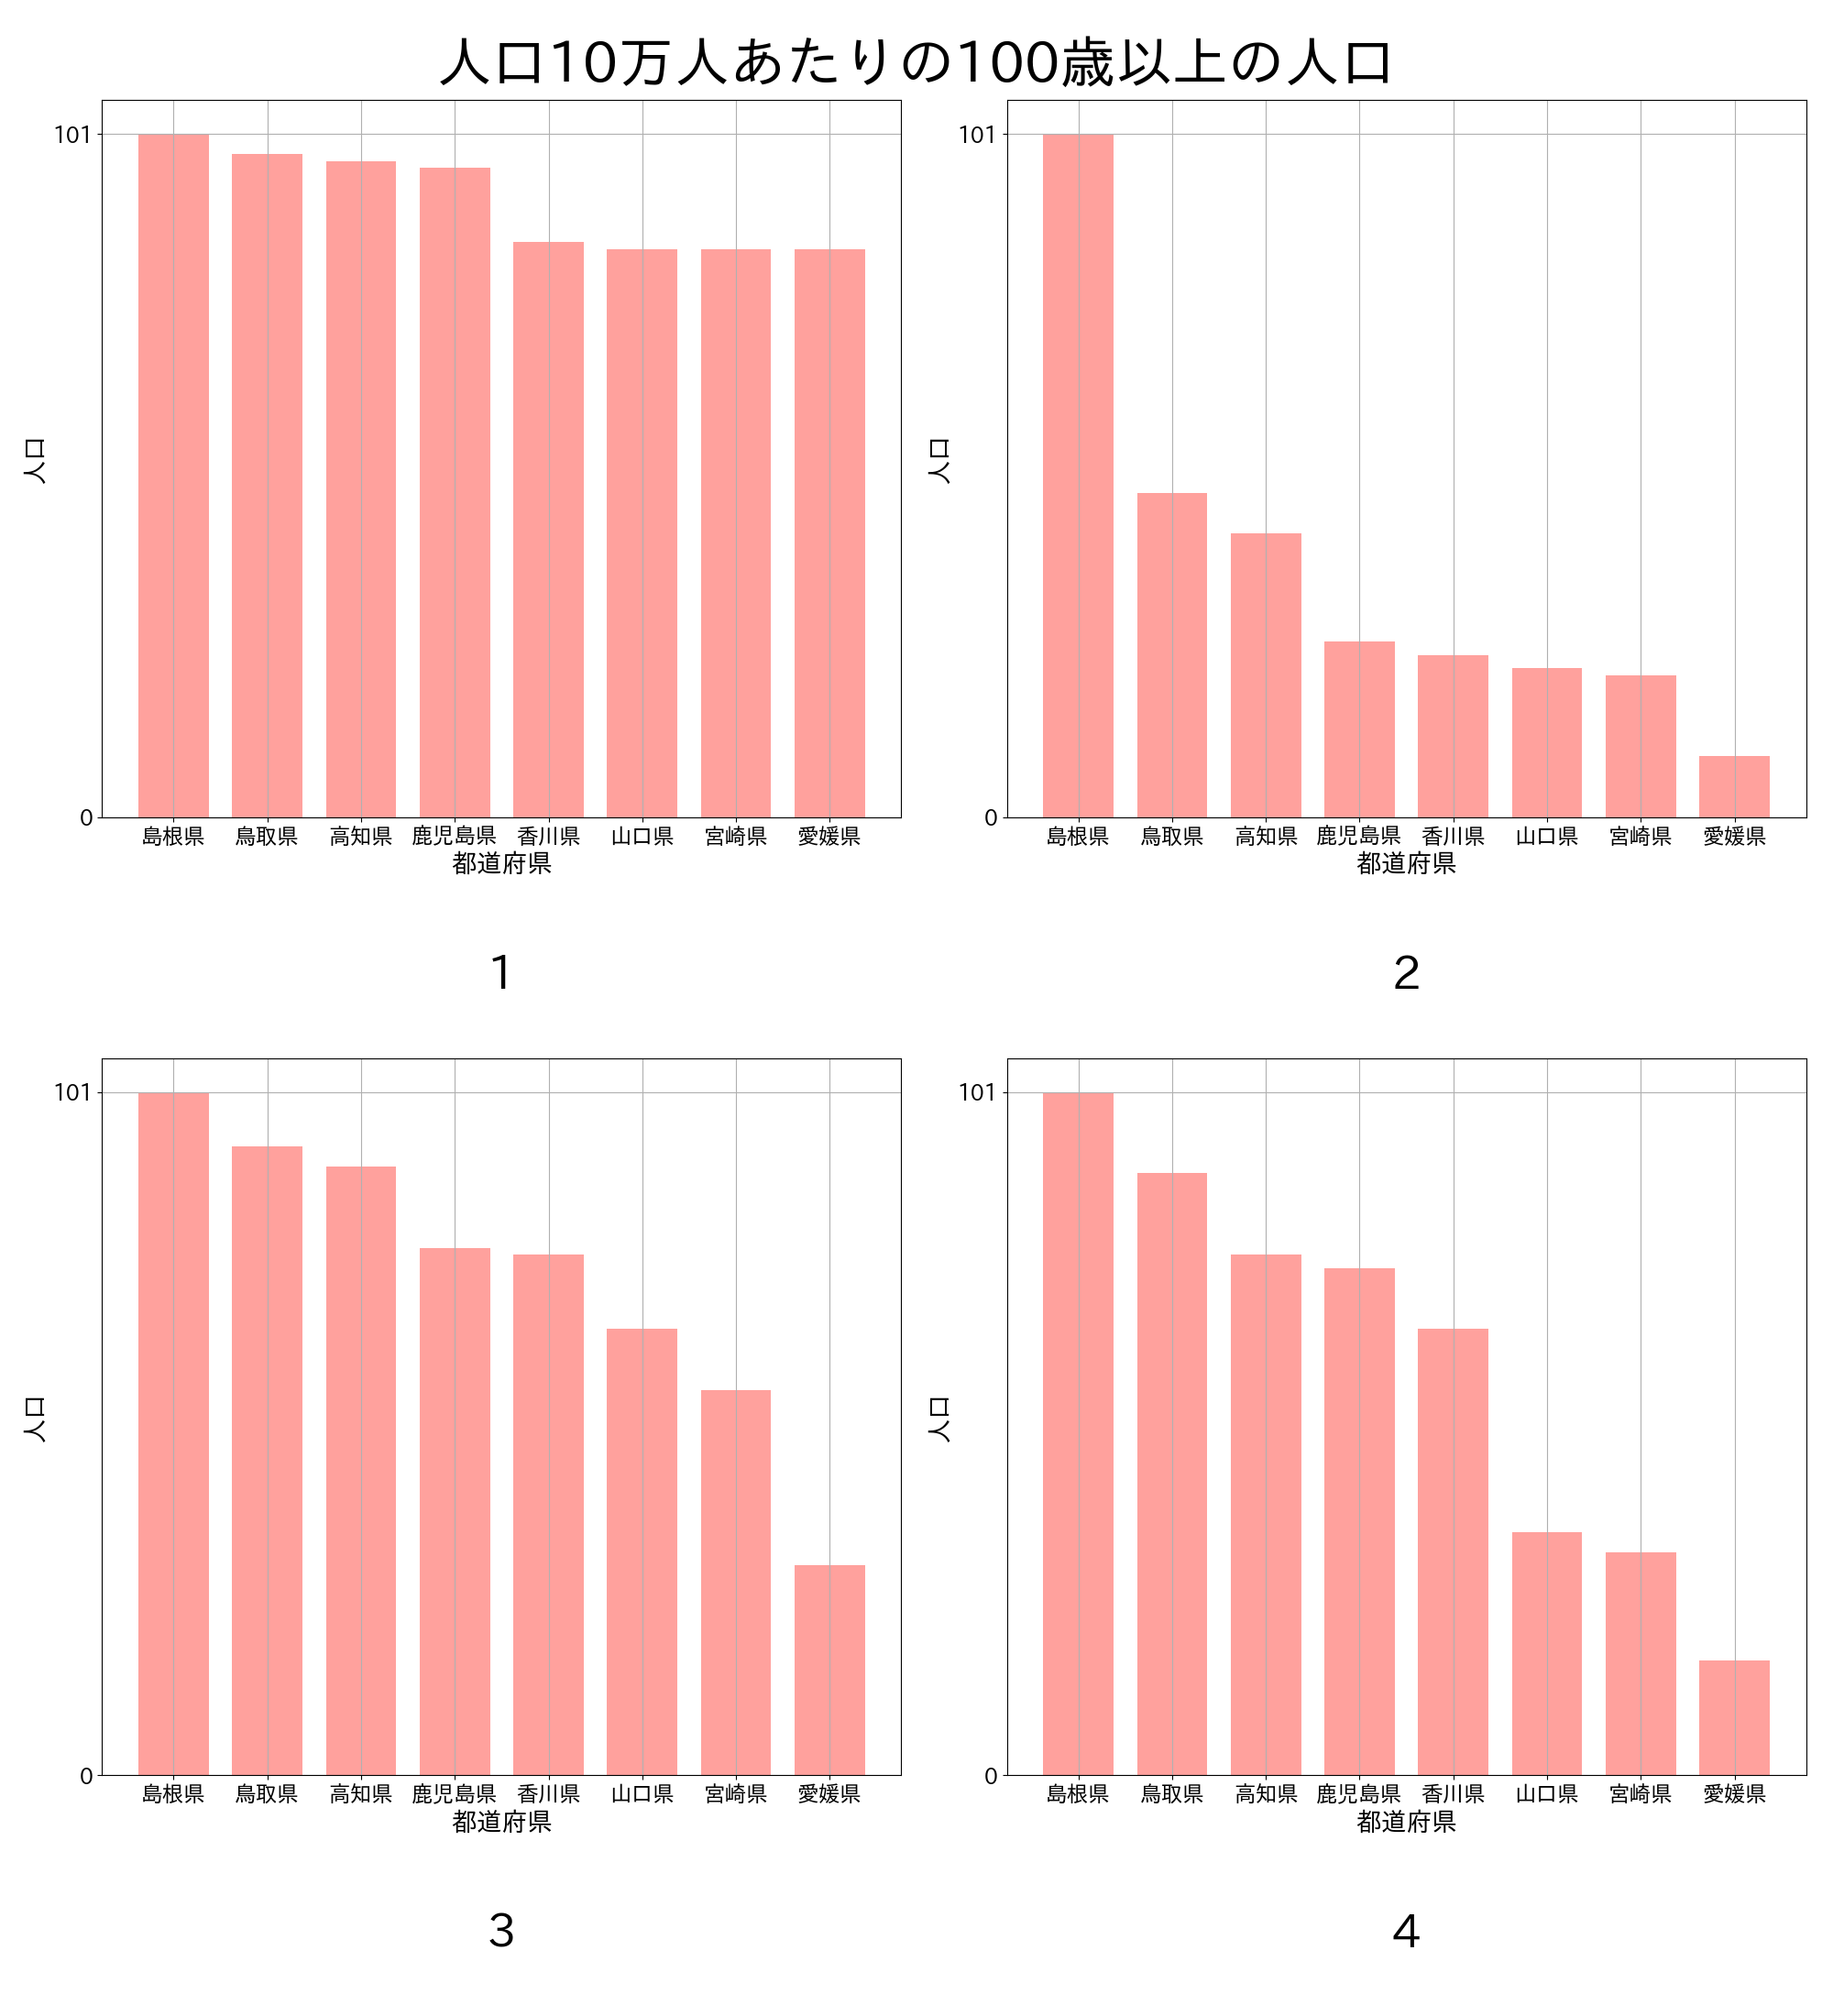 人口10万人あたりの100歳以上の人口
101
0
人口
島根県 鳥取県 高知県 鹿児島県 香川県 山口県 宮崎県 愛媛県
都道府県
1
101
0
人口
島根県 鳥取県 高知県 鹿児島県 香川県 山口県 宮崎県 愛媛県
都道府県
2
101
0
人口
島根県 鳥取県 高知県 鹿児島県 香川県 山口県 宮崎県 愛媛県
都道府県
3
101
0
人口
島根県 鳥取県 高知県 鹿児島県 香川県 山口県 宮崎県 愛媛県
都道府県
4